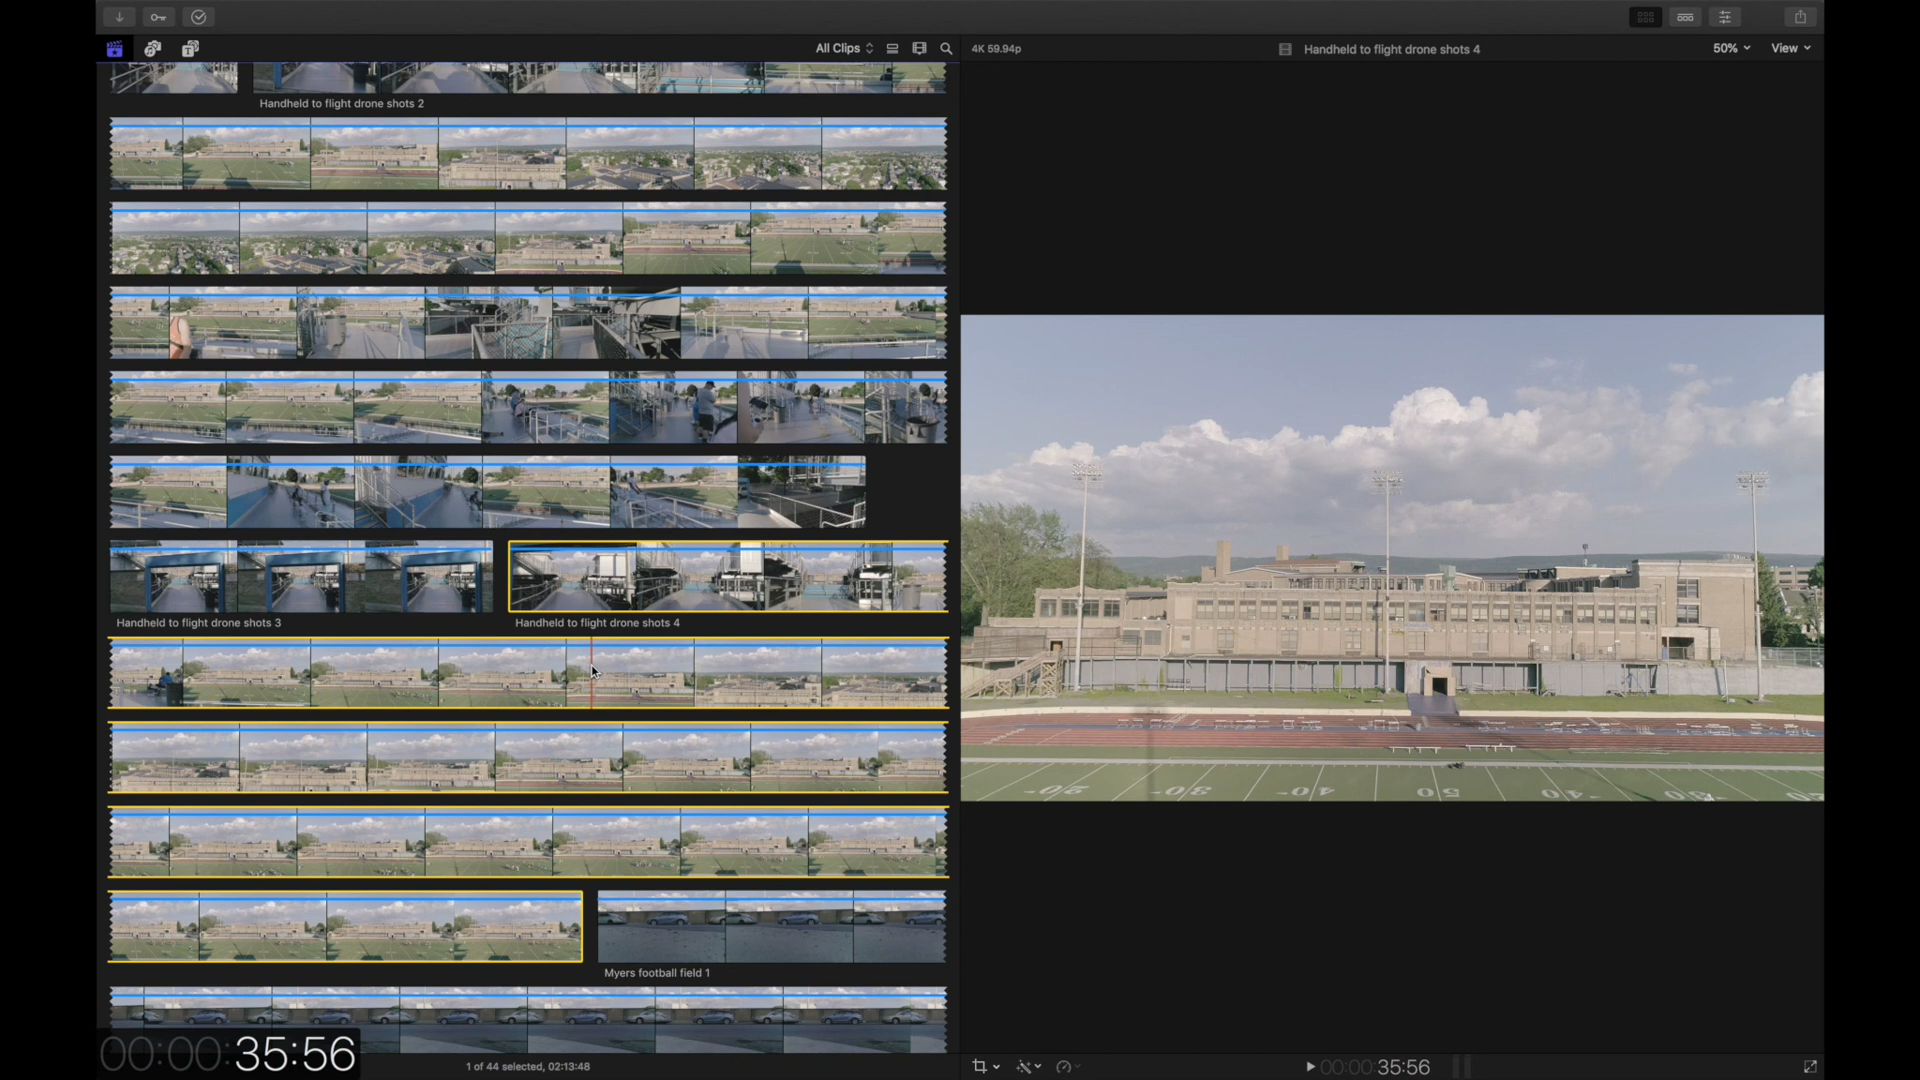 All Clips
4K 59.94p
Handheld to flight drone shots 4
50%
View
Handheld to flight drone shots 2
Handheld to flight drone shots 3
Handheld to flight drone shots 4
Myers football field 1
00:00:35:56
1 of 44 selected, 02:13:48
00:00:35:56